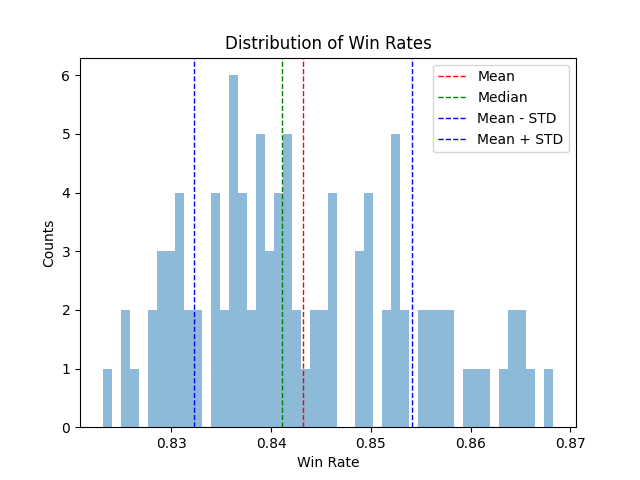 Distribution of Win Rates
Mean
Median
Mean - STD
Mean + STD
6
5
4
3
2
1
0
Counts
0.83 0.84 0.85 0.86 0.87
Win Rate